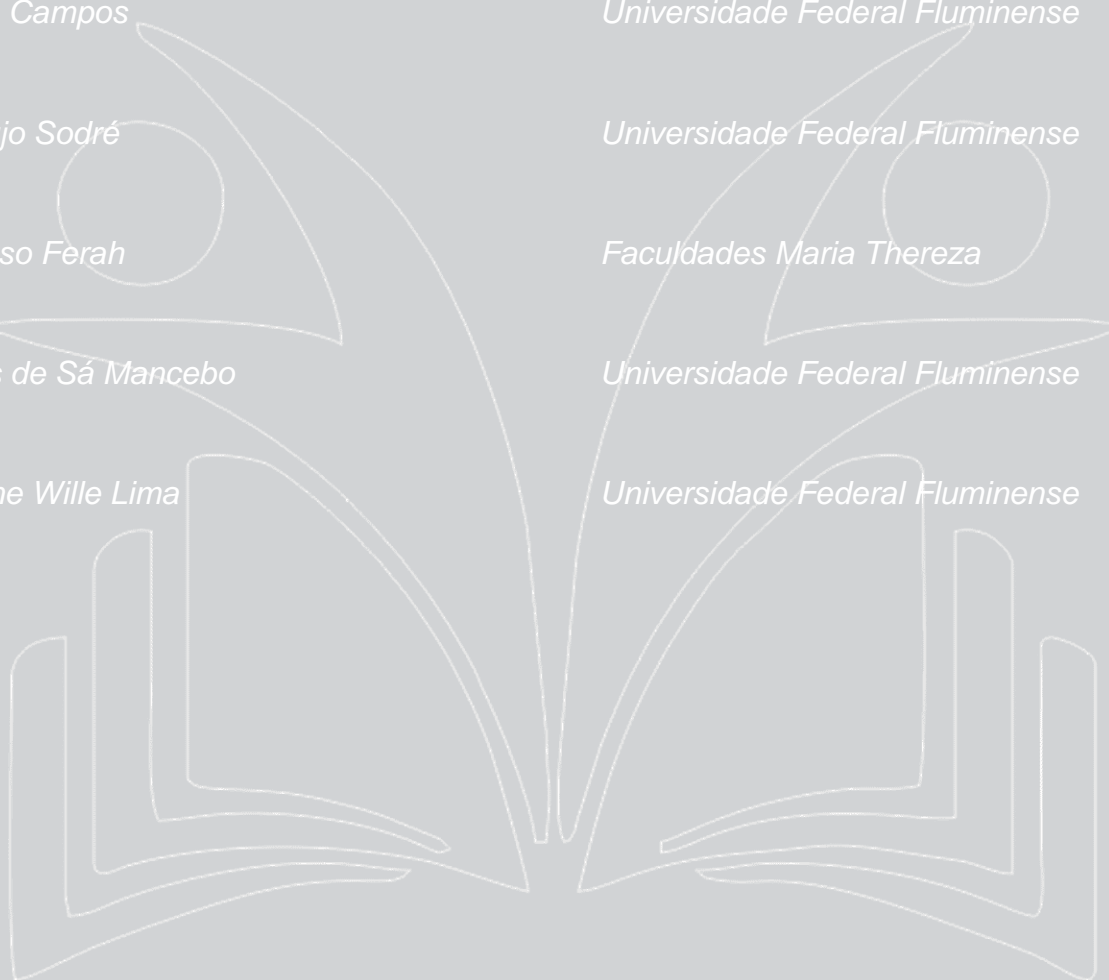 Campos Universidade Federal Fluminense
jo Sodré Universidade Federal Fluminense
so Ferah Faculdades Maria Thereza
de Sá Mancebo Universidade Federal Fluminense
ne Wille Lima Universidade Federal Fluminense